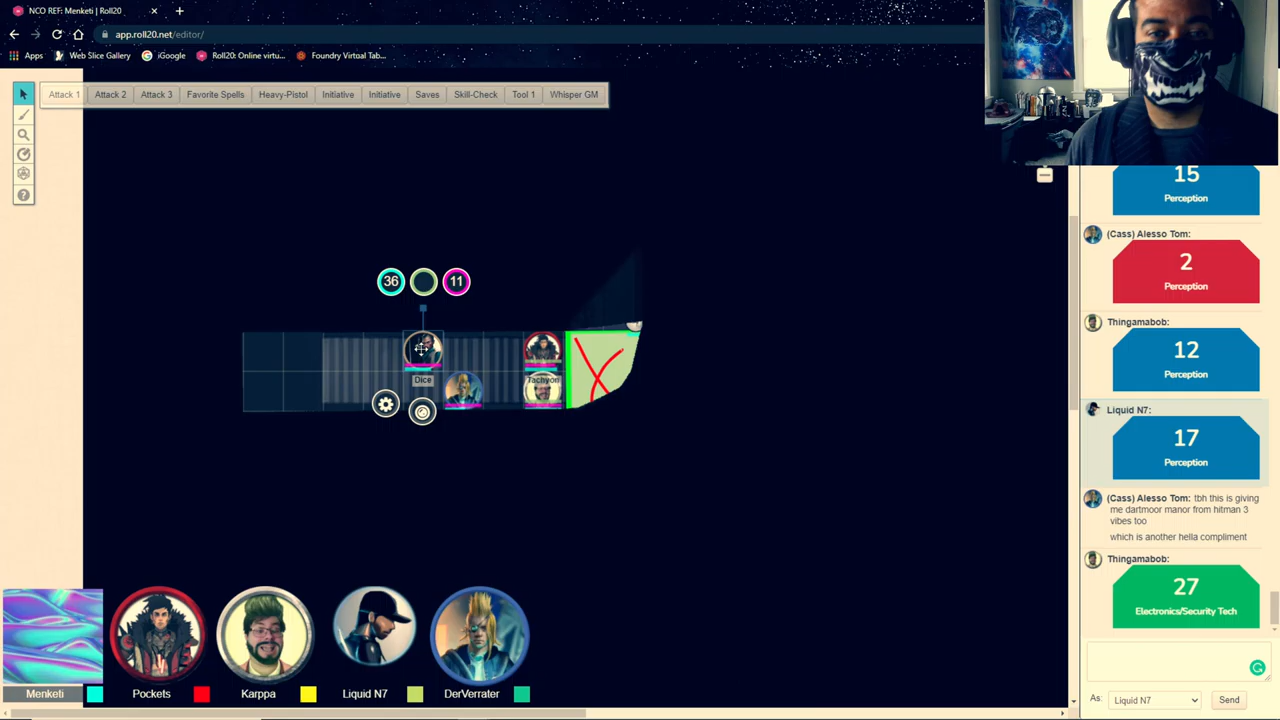 NCO REF: Menketi | Roll20
app.roll20.net/editor/
Apps
Web Slice Gallery
iGoogle
Roll20: Online virtu...
Foundry Virtual Tab...
Attack 1
Attack 2
Attack 3
Favorite Spells
Heavy-Pistol
Initiative
Initiative
Saves
Skill-Check
Tool 1
Whisper GM
36
11
Dice
Tachyon
15
Perception
(Cass) Alesso Tom:
2
Perception
Thingamabob:
12
Perception
Liquid N7:
17
Perception
(Cass) Alesso Tom: tbh this is giving
me dartmoor manor from hitman 3
vibes too
which is another hella compliment
Thingamabob:
27
Electronics/Security Tech
As:
Liquid N7
Send
Menketi
Pockets
Karppa
Liquid N7
DerVerrater